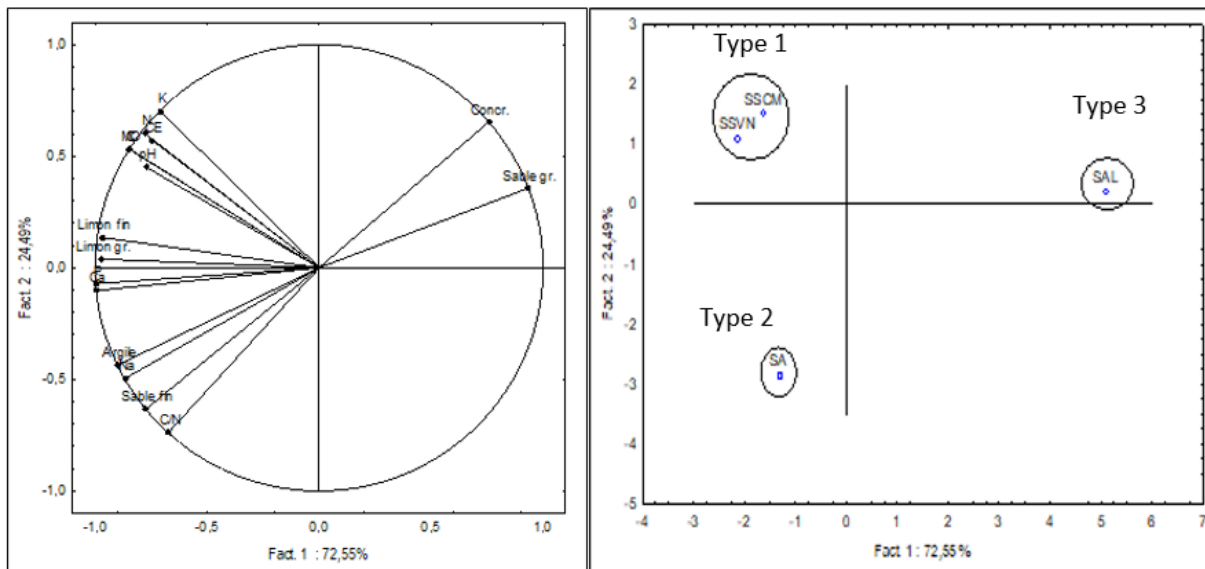 1,0
K
Concr.
N
CE
pH
0,5
Sable gr.
Limon fin
Limon gr.
0,0
Ca
Argile
Na
-0,5
Sable fin
C/N
-1,0
-1,0 -0,5 0,0 0,5 1,0
Fact. 1 : 72,55%
Fact. 2 : 24,49%
3
Type 1
2
SSCM
Type 3
SSVN
1
SAL
0
-1
Type 2
-2
SA
-3
-4
-5
-4 -3 -2 -1 0 1 2 3 4 5 6 7
Fact. 1 : 72,55%
Fact. 2 : 24,49%